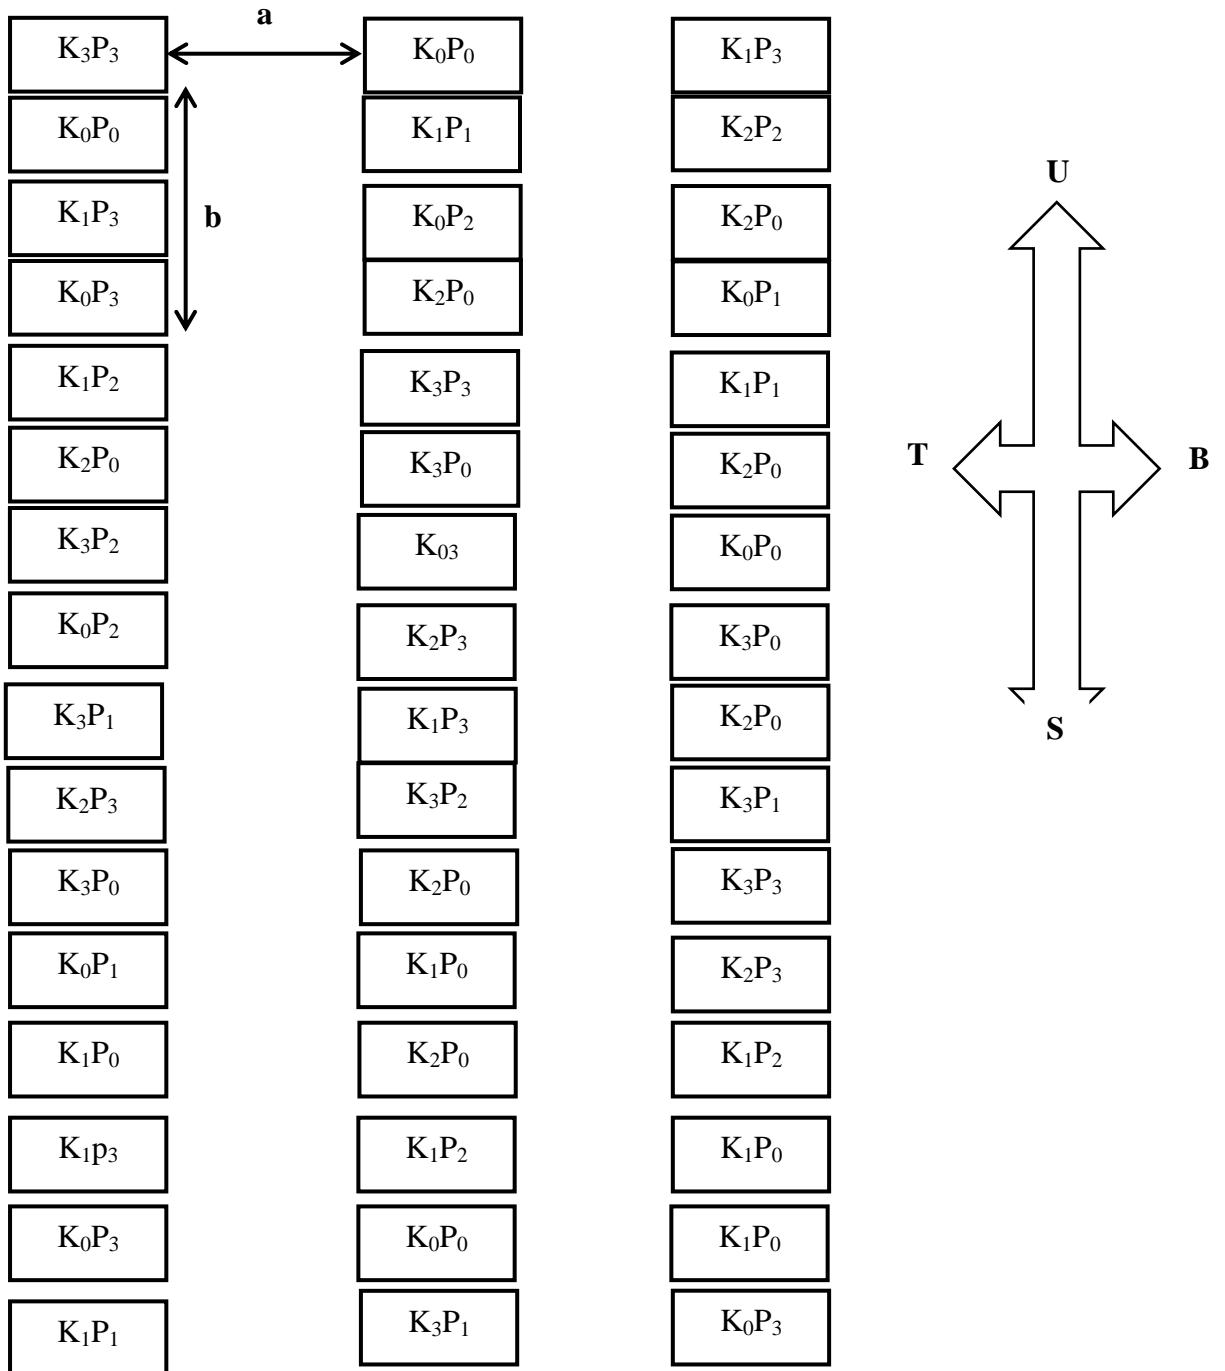 a
K₃P₃ K₀P₀ K₁P₃
K₀P₀ K₁P₁ K₂P₂
U
K₁P₃ b K₀P₂ K₂P₀
K₀P₃ K₂P₀ K₀P₁
K₁P₂ K₃P₃ K₁P₁
K₂P₀ K₃P₀ K₂P₀ T B
K₃P₂ K₀₃ K₀P₀
K₀P₂ K₂P₃ K₃P₀
K₃P₁ K₁P₃ K₂P₀ S
K₂P₃ K₃P₂ K₃P₁
K₃P₀ K₂P₀ K₃P₃
K₀P₁ K₁P₀ K₂P₃
K₁P₀ K₂P₀ K₁P₂
K₁p₃ K₁P₂ K₁P₀
K₀P₃ K₀P₀ K₁P₀
K₁P₁ K₃P₁ K₀P₃